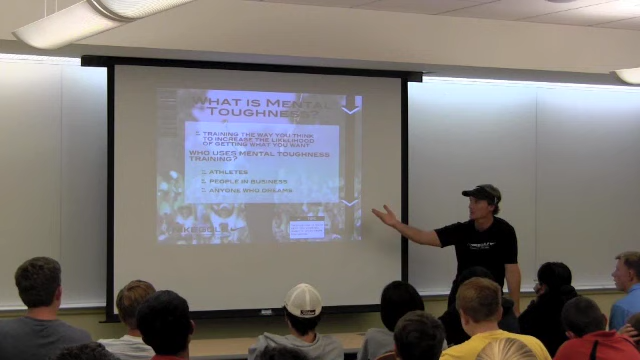 WHAT IS MENTAL
TOUGHNESS?
TRAINING THE WAY YOU THINK
TO INCREASE THE LIKELIHOOD
OF GETTING WHAT YOU WANT
WHO USES MENTAL TOUGHNESS
TRAINING?
ATHLETES
PEOPLE IN BUSINESS
ANYONE WHO DREAMS